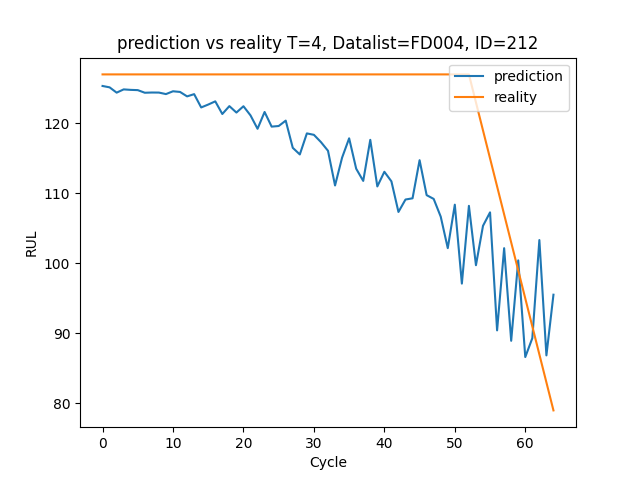 prediction vs reality T=4, Datalist=FD004, ID=212
prediction
reality
120
110
100
90
80
RUL
0 10 20 30 40 50 60
Cycle